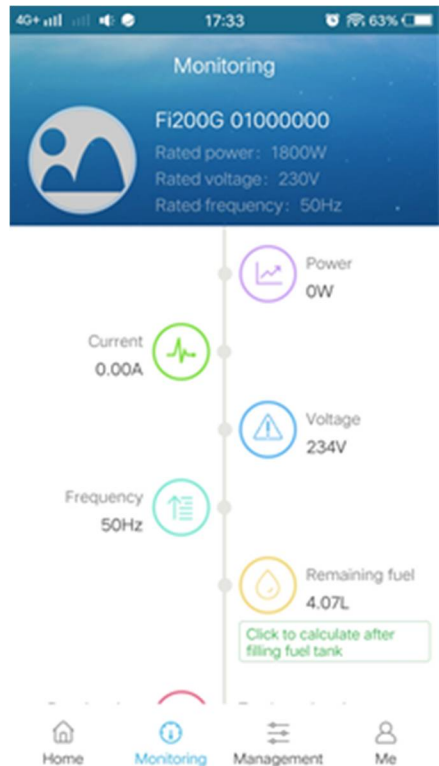 4G+ 17:33 63%
Monitoring
Fi200G 01000000
Rated power: 1800W
Rated voltage: 230V
Rated frequency: 50Hz
Power
0W
Current
0.00A
Voltage
234V
Frequency
50Hz
Remaining fuel
4.07L
Click to calculate after
filling fuel tank
Home Monitoring Management Me